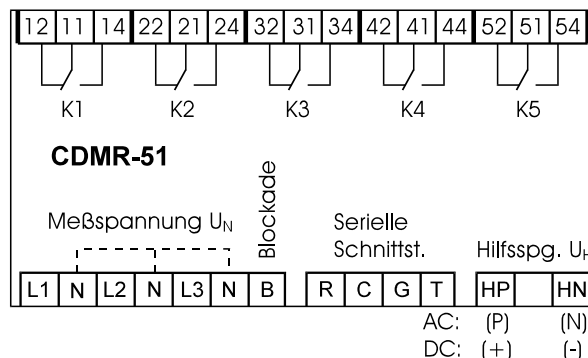 12 11 14 22 21 24 32 31 34 42 41 44 52 51 54
K1 K2 K3 K4 K5
CDMR-51
Blockade
Meßspannung UN
Serielle
Schnittst.
Hilfsspg. UH
L1 N L2 N L3 N B R C G T HP HN
AC: (P) (N)
DC: (+) (-)